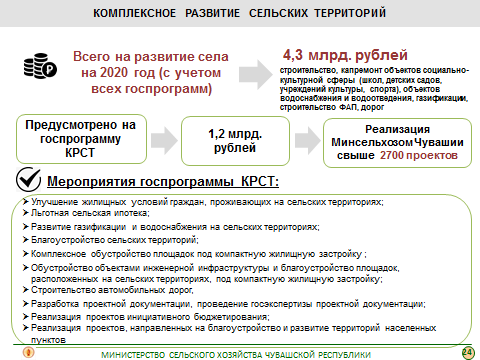 КОМПЛЕКСНОЕ РАЗВИТИЕ СЕЛЬСКИХ ТЕРРИТОРИЙ
Всего на развитие села
на 2020 год (с учетом
всех госпрограмм)
4,3 млрд. рублей
строительство, капремонт объектов социально-
культурной сферы (школ, детских садов,
учреждений культуры, спорта), объектов
водоснабжения и водоотведения, газификации,
строительство ФАП, дорог
Предусмотрено на
госпрограмму
КРСТ
1,2 млрд.
рублей
Реализация
Минсельхозом Чувашии
свыше 2700 проектов
Мероприятия госпрограммы КРСТ:
➢ Улучшение жилищных условий граждан, проживающих на сельских территориях;
➢ Льготная сельская ипотека;
➢ Развитие газификации и водоснабжения на сельских территориях;
➢ Благоустройство сельских территорий;
➢ Комплексное обустройство площадок под компактную жилищную застройку ;
➢ Обустройство объектами инженерной инфраструктуры и благоустройство площадок,
расположенных на сельских территориях, под компактную жилищную застройку;
➢ Строительство автомобильных дорог,
➢ Разработка проектной документации, проведение госэкспертизы проектной документации;
➢ Реализация проектов инициативного бюджетирования;
➢ Реализация проектов, направленных на благоустройство и развитие территорий населенных
пунктов
МИНИСТЕРСТВО СЕЛЬСКОГО ХОЗЯЙСТВА ЧУВАШСКОЙ РЕСПУБЛИКИ
24